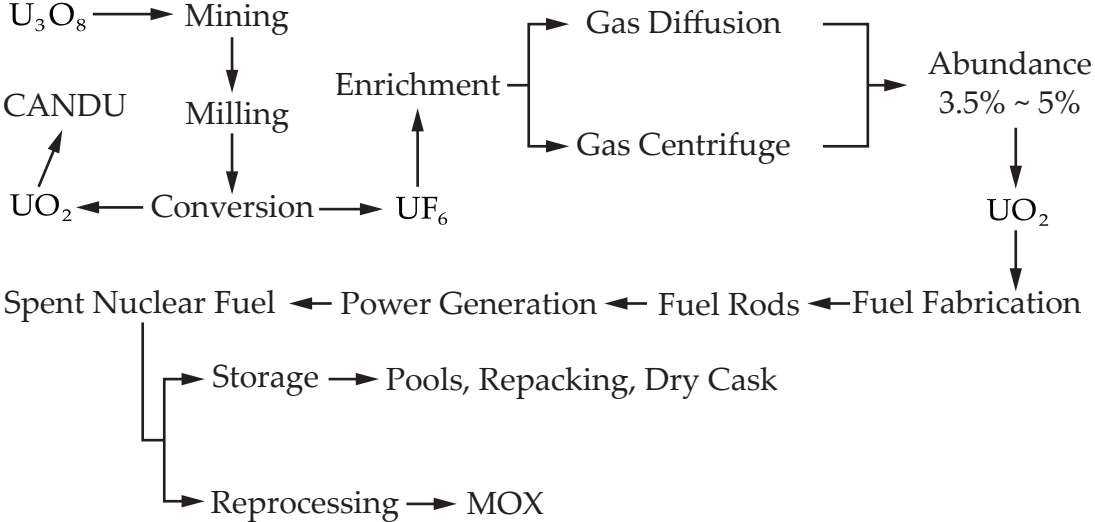 U₃O₈
Mining
Gas Diffusion
Enrichment
Abundance
3.5% ~ 5%
CANDU
Milling
Gas Centrifuge
UO₂
Conversion
UF₆
UO₂
Spent Nuclear Fuel
Power Generation
Fuel Rods
Fuel Fabrication
Storage
Pools, Repacking, Dry Cask
Reprocessing
MOX